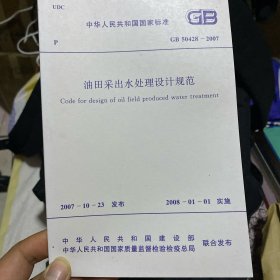 UDC
中华人民共和国国家标准
GB
P
GB 50428-2007
油田采出水处理设计规范
Code for design of oil field produced water treatment
2007-10-23 发布
2008-01-01 实施
中华人民共和国建设部
中华人民共和国国家质量监督检验检疫总局
联合发布